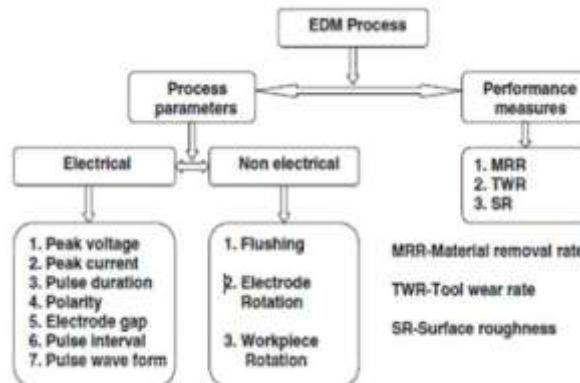 EDM Process
Process
parameters
Performance
measures
Electrical
Non electrical
1. MRR
2. TWR
3. SR
1. Peak voltage
2. Peak current
3. Pulse duration
4. Polarity
5. Electrode gap
6. Pulse interval
7. Pulse wave form
1. Flushing
2. Electrode
Rotation
3. Workpiece
Rotation
MRR-Material removal rate
TWR-Tool wear rate
SR-Surface roughness